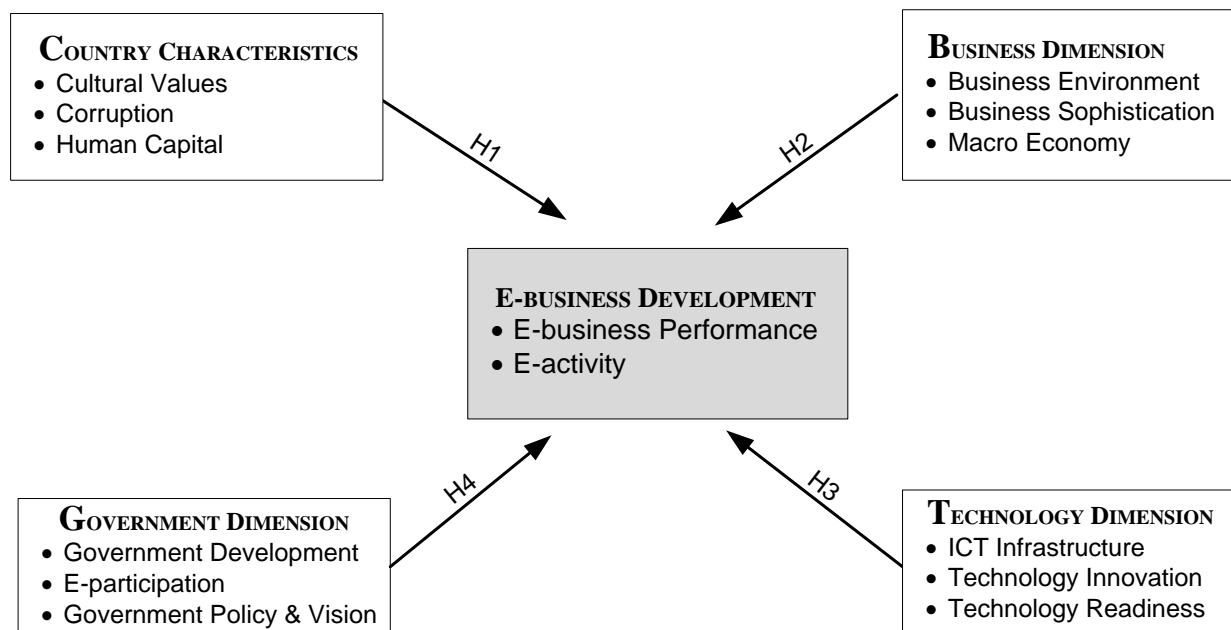 COUNTRY CHARACTERISTICS
• Cultural Values
• Corruption
• Human Capital
BUSINESS DIMENSION
• Business Environment
• Business Sophistication
• Macro Economy
H1
H2
E-BUSINESS DEVELOPMENT
• E-business Performance
• E-activity
H4
H3
GOVERNMENT DIMENSION
• Government Development
• E-participation
• Government Policy & Vision
TECHNOLOGY DIMENSION
• ICT Infrastructure
• Technology Innovation
• Technology Readiness